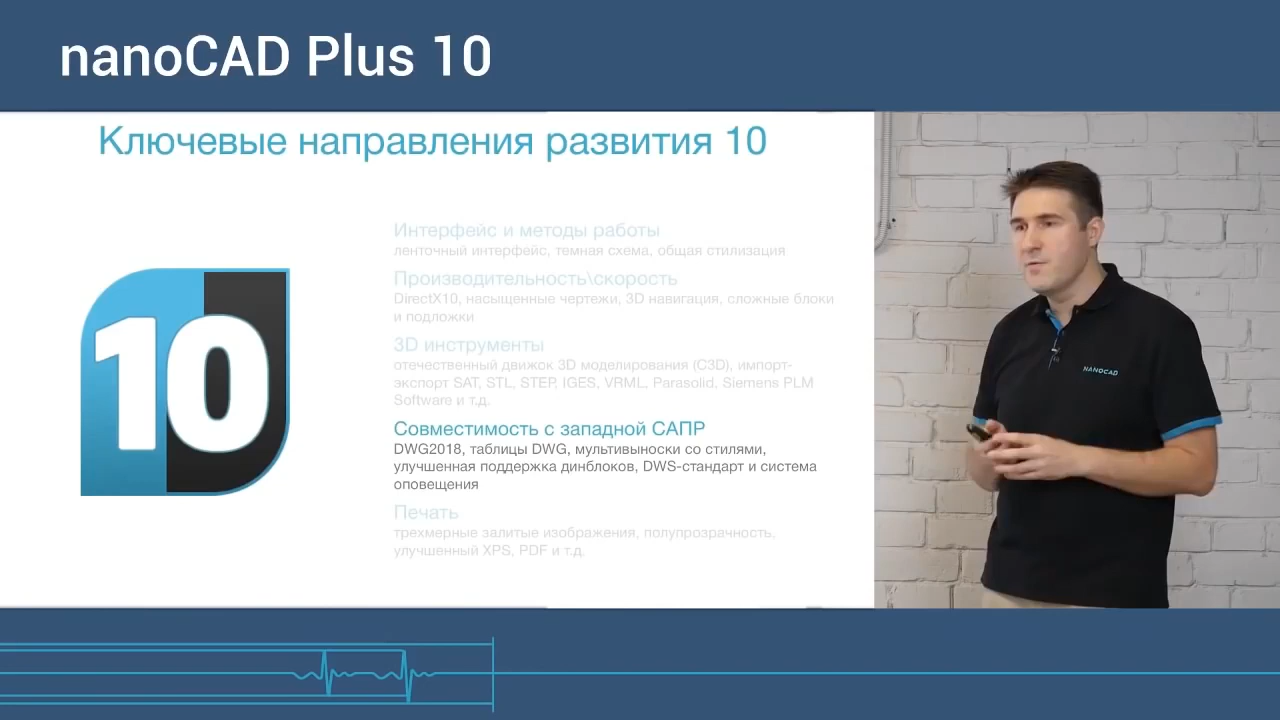 nanoCAD Plus 10
Ключевые направления развития 10
Интерфейс и методы работы
ленточный интерфейс, темная схема, общая стилизация
Производительность\скорость
DirectX10, насыщенные чертежи, 3D навигация, сложные блоки
и подложки
3D инструменты
отечественный движок 3D моделирования (C3D), импорт-
экспорт SAT, STL, STEP, IGES, VRML, Parasolid, Siemens PLM
Software и т.д.
Совместимость с западной САПР
DWG2018, таблицы DWG, мультивыноски со стилями,
улучшенная поддержка динблоков, DWS-стандарт и система
оповещения
Печать
трехмерные залитые изображения, полупрозрачность,
улучшенный XPS, PDF и т.д.
10
NANOCAD